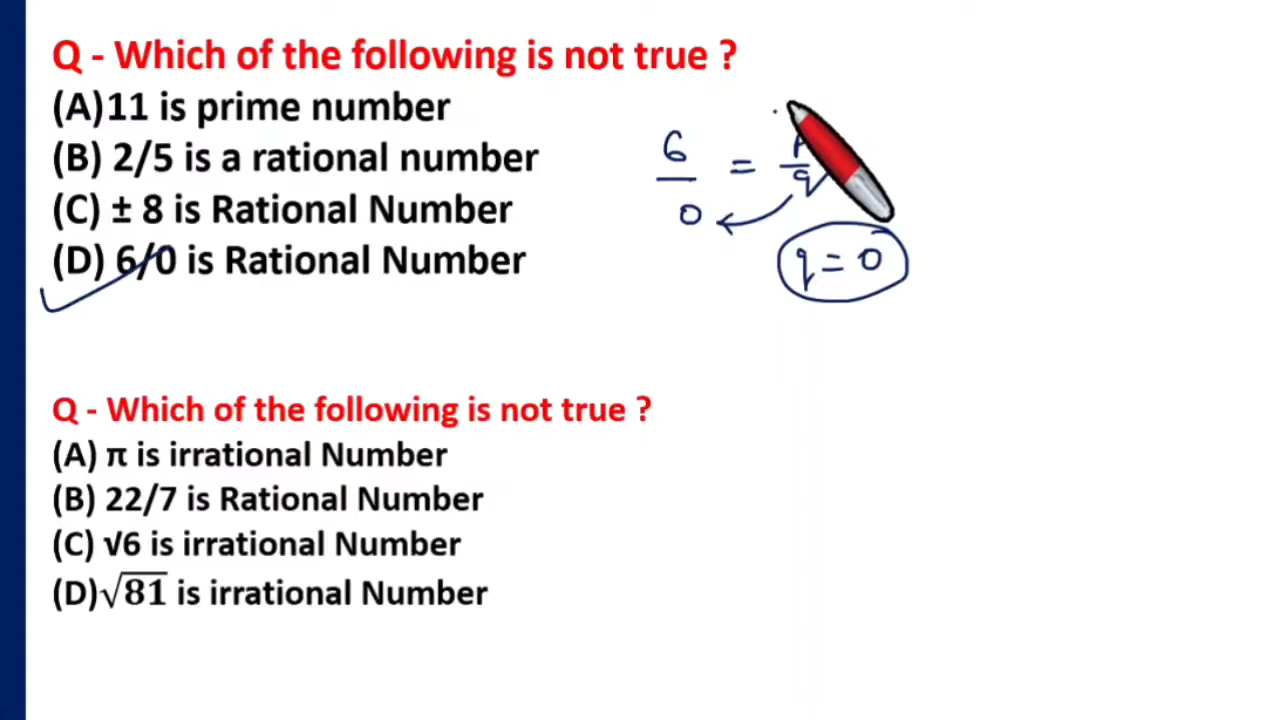 Q - Which of the following is not true ?
(A)11 is prime number
(B) 2/5 is a rational number
(C) ± 8 is Rational Number
(D) 6/0 is Rational Number
6
0
=
q
q = 0
Q - Which of the following is not true ?
(A) π is irrational Number
(B) 22/7 is Rational Number
(C) √6 is irrational Number
(D)√81 is irrational Number